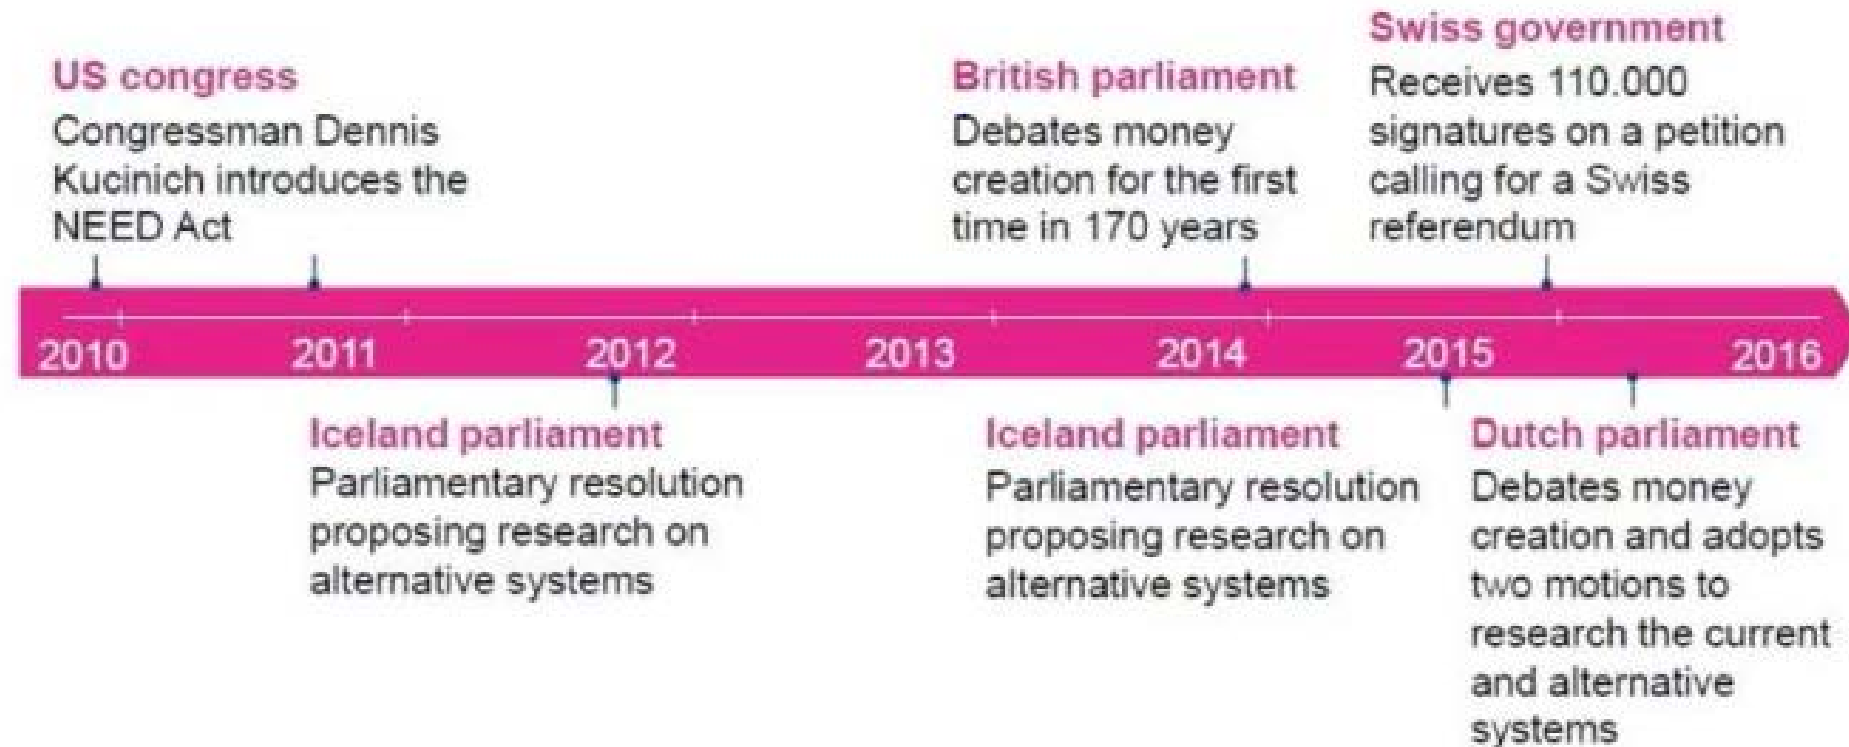 US congress
Congressman Dennis
Kucinich introduces the
NEED Act
British parliament
Debates money
creation for the first
time in 170 years
Swiss government
Receives 110.000
signatures on a petition
calling for a Swiss
referendum
2010 2011 2012 2013 2014 2015 2016
Iceland parliament
Parliamentary resolution
proposing research on
alternative systems
Iceland parliament
Parliamentary resolution
proposing research on
alternative systems
Dutch parliament
Debates money
creation and adopts
two motions to
research the current
and alternative
systems